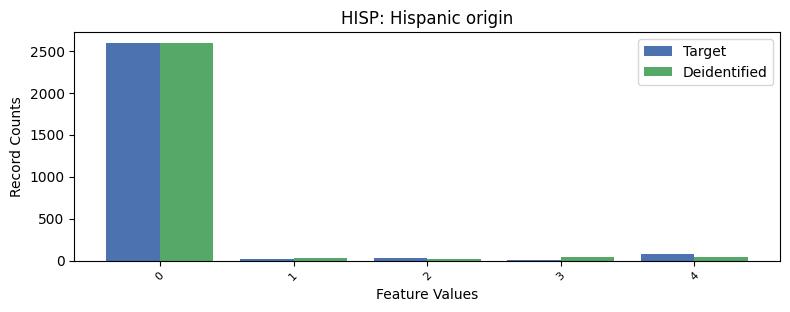 HISP: Hispanic origin
Target
Deidentified
Record Counts
2500
2000
1500
1000
500
0
0 1 2 3 4
Feature Values